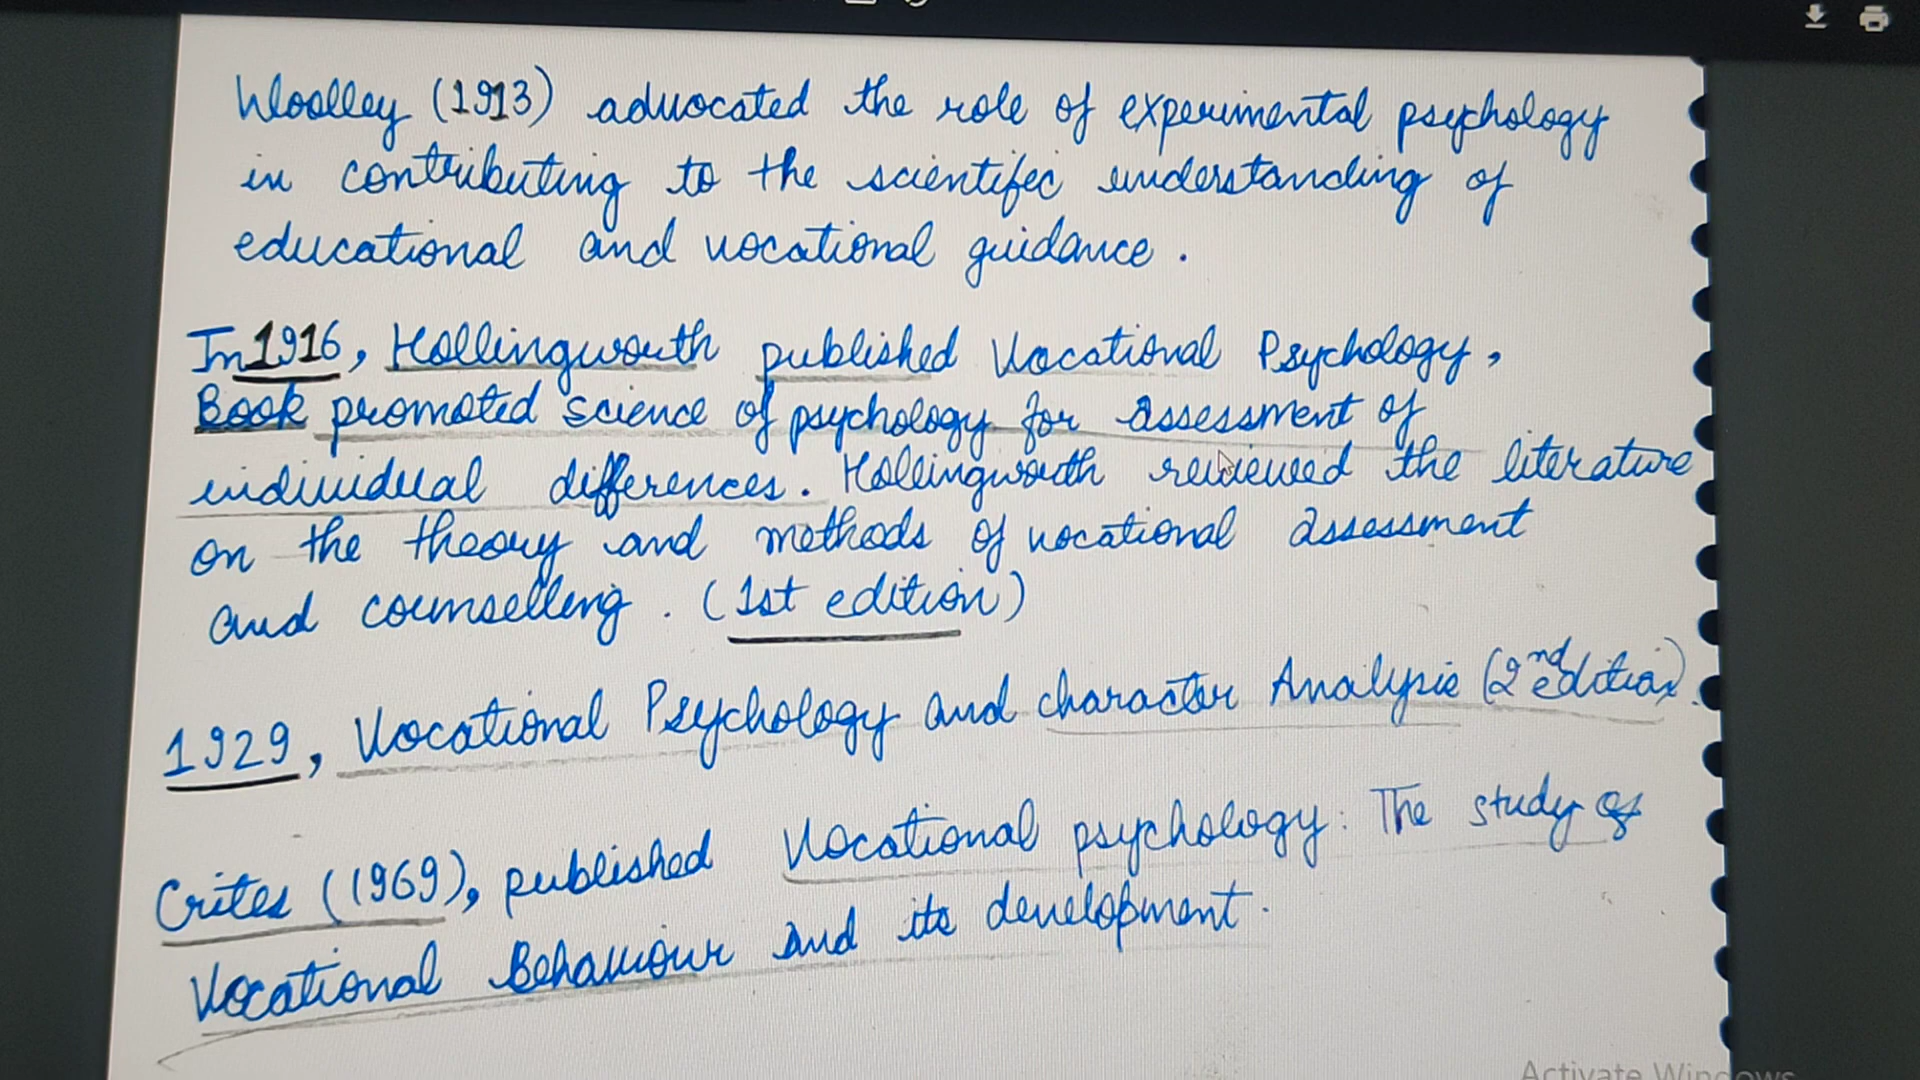 Woolley (1913) advocated the role of experimental psychology
in contributing to the scientific understanding of
educational and vocational guidance.
In 1916, Hollingworth published Vocational Psychology,
Book promoted science of psychology for assessment of
individual differences. Hollingworth reviewed the literature
on the theory and methods of vocational assessment
and counselling. (1st edition)
1929, Vocational Psychology and character Analysis (2nd edition).
Crites (1969), published Vocational psychology: The study of
Vocational Behaviour and its development.
Activate Windows